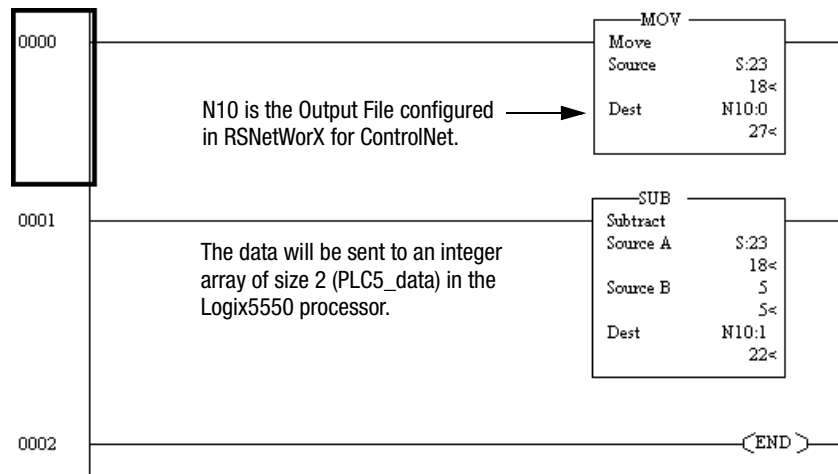 0000
MOV
Move
Source S:23
18<
Dest N10:0
27<
N10 is the Output File configured
in RSNetWorX for ControlNet.
0001
SUB
Subtract
Source A S:23
18<
Source B 5
5<
Dest N10:1
22<
The data will be sent to an integer
array of size 2 (PLC5_data) in the
Logix5550 processor.
0002
END